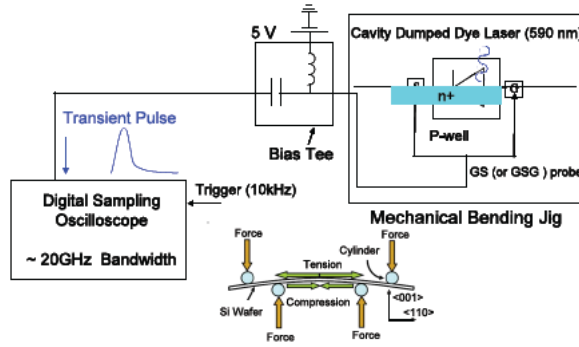 5 V
Cavity Dumped Dye Laser (590 nm)
S
G
n+
P-well
Transient Pulse
Bias Tee
GS (or GSG ) probe
Trigger (10kHz)
Digital Sampling
Oscilloscope
~ 20GHz Bandwidth
Mechanical Bending Jig
Force
Cylinder
Force
Tension
Si Wafer
Compression
<001>
<110>
Force
Force